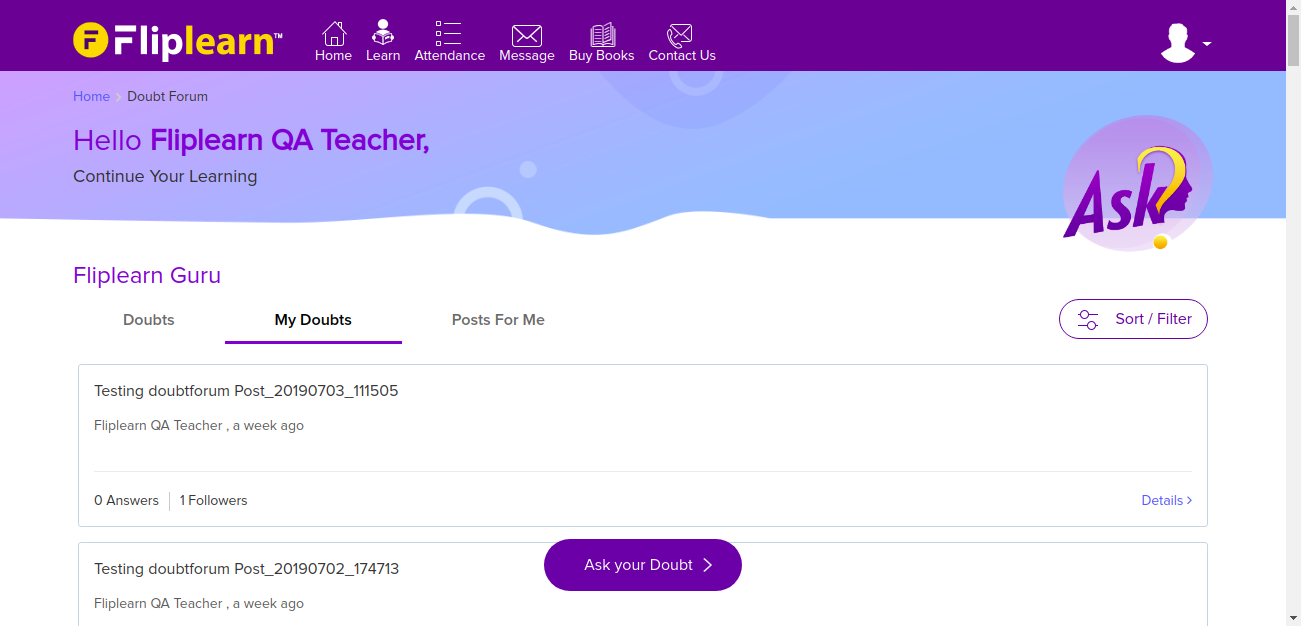 Fliplearn™
Home
Learn
Attendance
Message
Buy Books
Contact Us
Home
Doubt Forum
Hello Fliplearn QA Teacher,
Continue Your Learning
Ask?
Fliplearn Guru
Doubts
My Doubts
Posts For Me
Sort / Filter
Testing doubtforum Post_20190703_111505
Fliplearn QA Teacher , a week ago
0 Answers
1 Followers
Details >
Testing doubtforum Post_20190702_174713
Fliplearn QA Teacher , a week ago
Ask your Doubt >